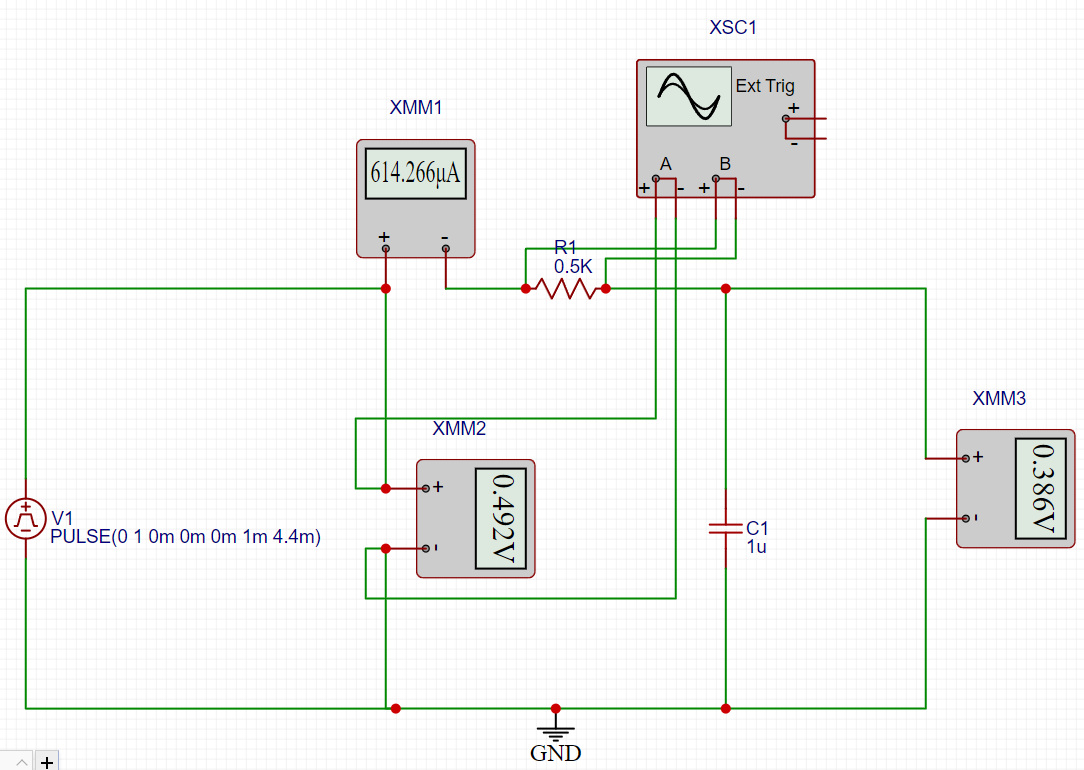 XSC1
Ext Trig
+
-
A
B
+
-
+
-
XMM1
614.266µA
+
-
R1
0.5K
XMM2
+
-
0.492V
XMM3
+
-
0.386V
V1
PULSE(0 1 0m 0m 0m 1m 4.4m)
C1
1u
GND
+